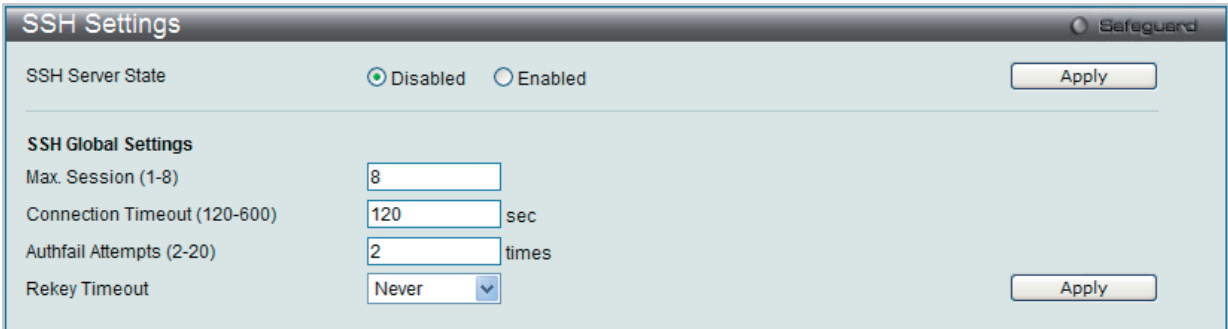 SSH Settings
Safeguard
SSH Server State Disabled Enabled Apply
SSH Global Settings
Max. Session (1-8) 8
Connection Timeout (120-600) 120 sec
Authfail Attempts (2-20) 2 times
Rekey Timeout Never Apply